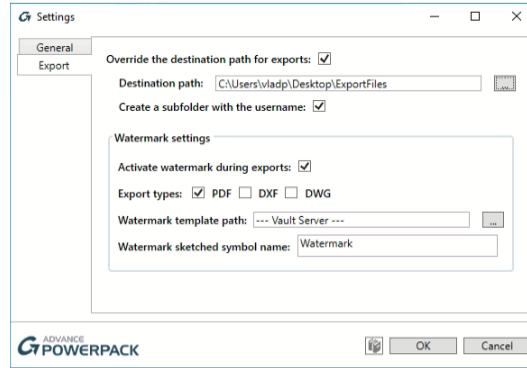 Settings
General
Export
Override the destination path for exports:
Destination path: C:\Users\vladp\Desktop\ExportFiles ...
Create a subfolder with the username:
Watermark settings
Activate watermark during exports:
Export types: PDF DXF DWG
Watermark template path: --- Vault Server --- ...
Watermark sketched symbol name: Watermark
ADVANCE
POWERPACK
OK Cancel